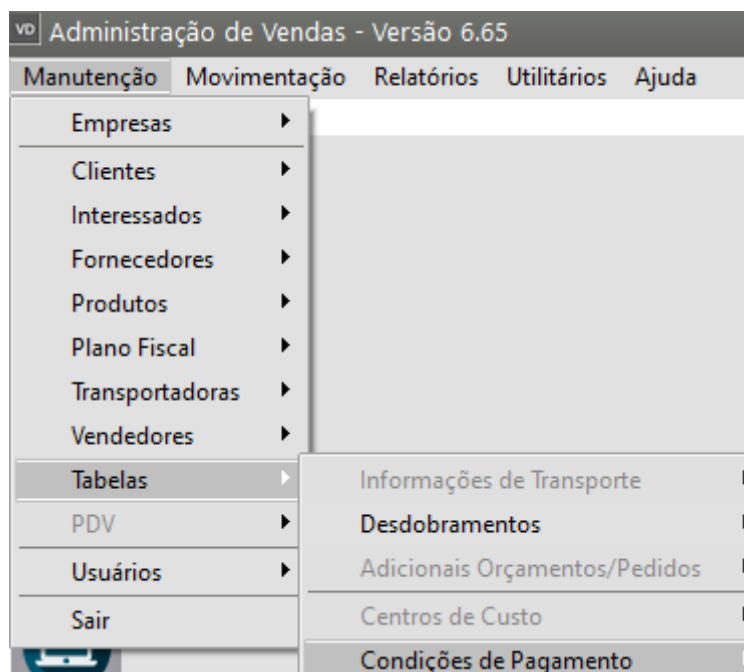 VD Administração de Vendas - Versão 6.65
Manutenção Movimentação Relatórios Utilitários Ajuda
Empresas
Clientes
Interessados
Fornecedores
Produtos
Plano Fiscal
Transportadoras
Vendedores
Tabelas
Informações de Transporte
PDV
Desdobramentos
Usuários
Adicionais Orçamentos/Pedidos
Sair
Centros de Custo
Condições de Pagamento